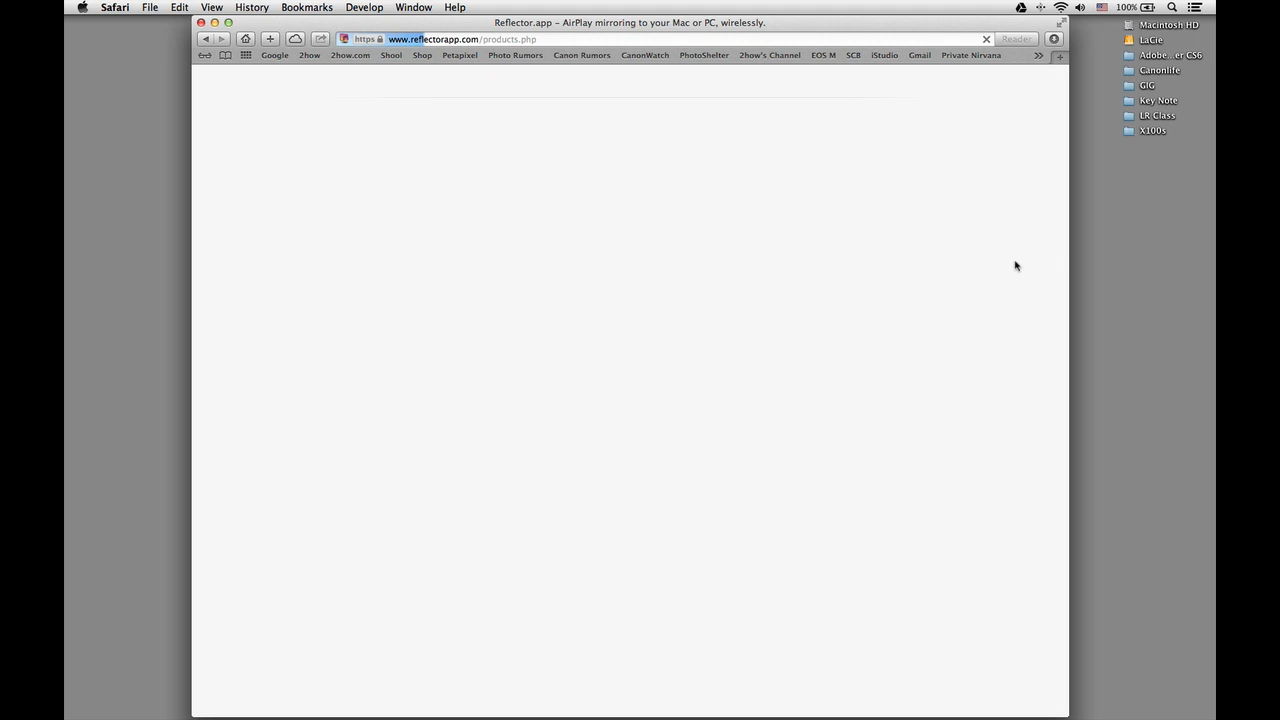 Safari File Edit View History Bookmarks Develop Window Help 100%
Reflector.app – AirPlay mirroring to your Mac or PC, wirelessly.
https www.reflectorapp.com/products.php Reader
Google 2how 2how.com Shool Shop Petapixel Photo Rumors Canon Rumors CanonWatch PhotoShelter 2how's Channel EOS M SCB iStudio Gmail Private Nirvana
Macintosh HD
LaCie
Adobe...er CS6
Canonlife
GIG
Key Note
LR Class
X100s